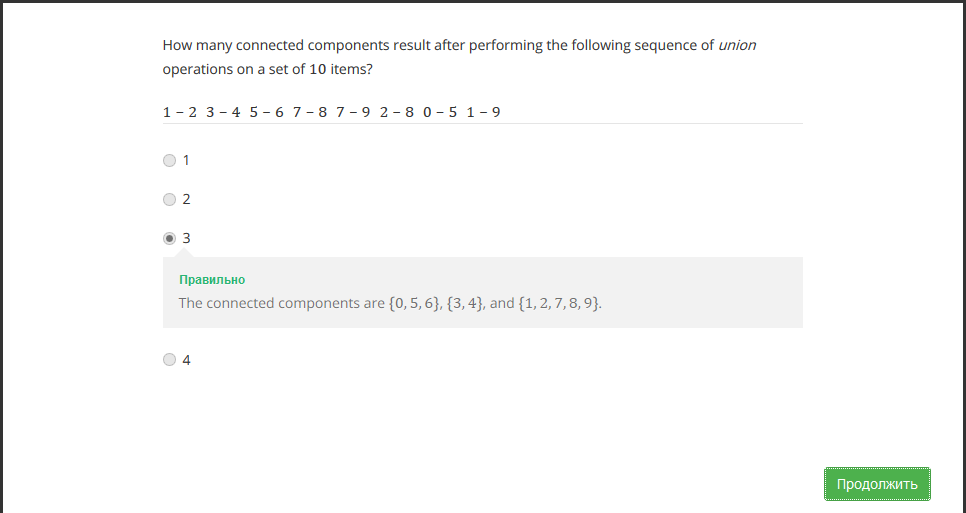 How many connected components result after performing the following sequence of union
operations on a set of 10 items?
1 – 2 3 – 4 5 – 6 7 – 8 7 – 9 2 – 8 0 – 5 1 – 9
1
2
3
Правильно
The connected components are {0, 5, 6}, {3, 4}, and {1, 2, 7, 8, 9}.
4
Продолжить